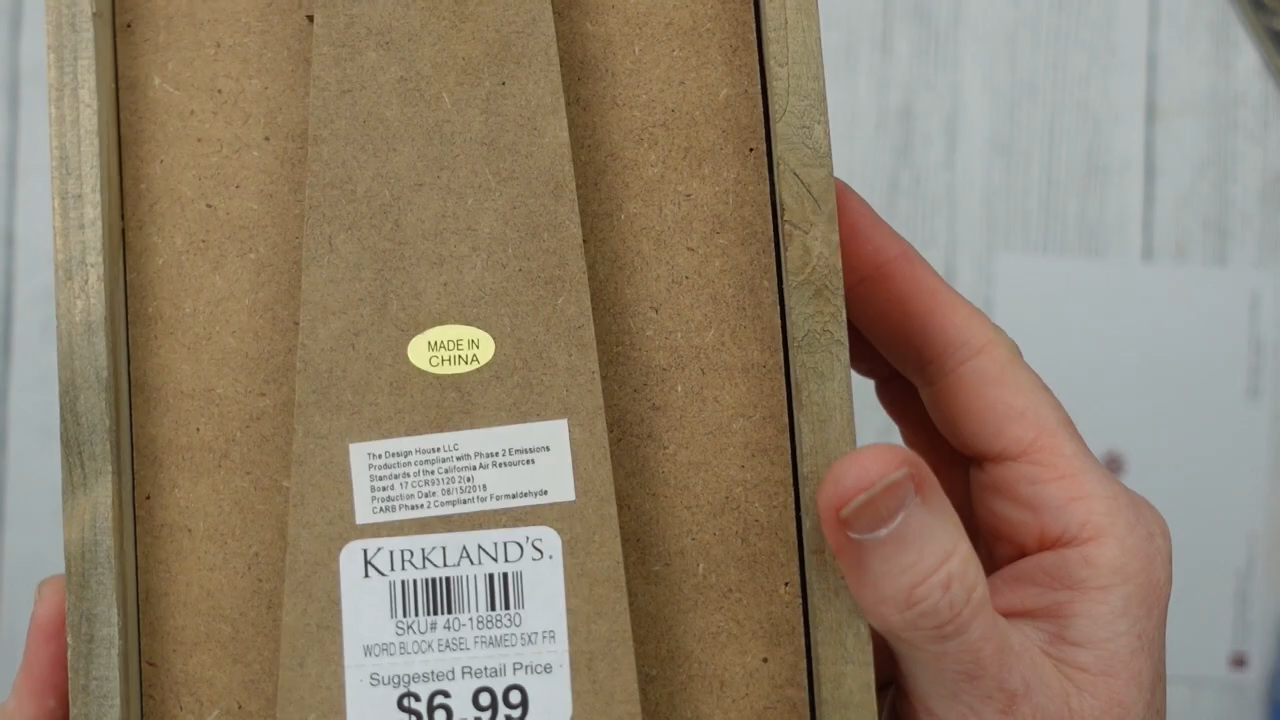 MADE IN
CHINA
The Design House LLC
Production compliant with Phase 2 Emissions
Standards of the California Air Resources
Board. 17 CCR93120.2(a)
Production Date: 08/15/2018
CARB Phase 2 Compliant for Formaldehyde
KIRKLAND'S.
SKU# 40-188830
WORD BLOCK EASEL FRAMED 5X7 FR
· Suggested Retail Price ·
$6.99